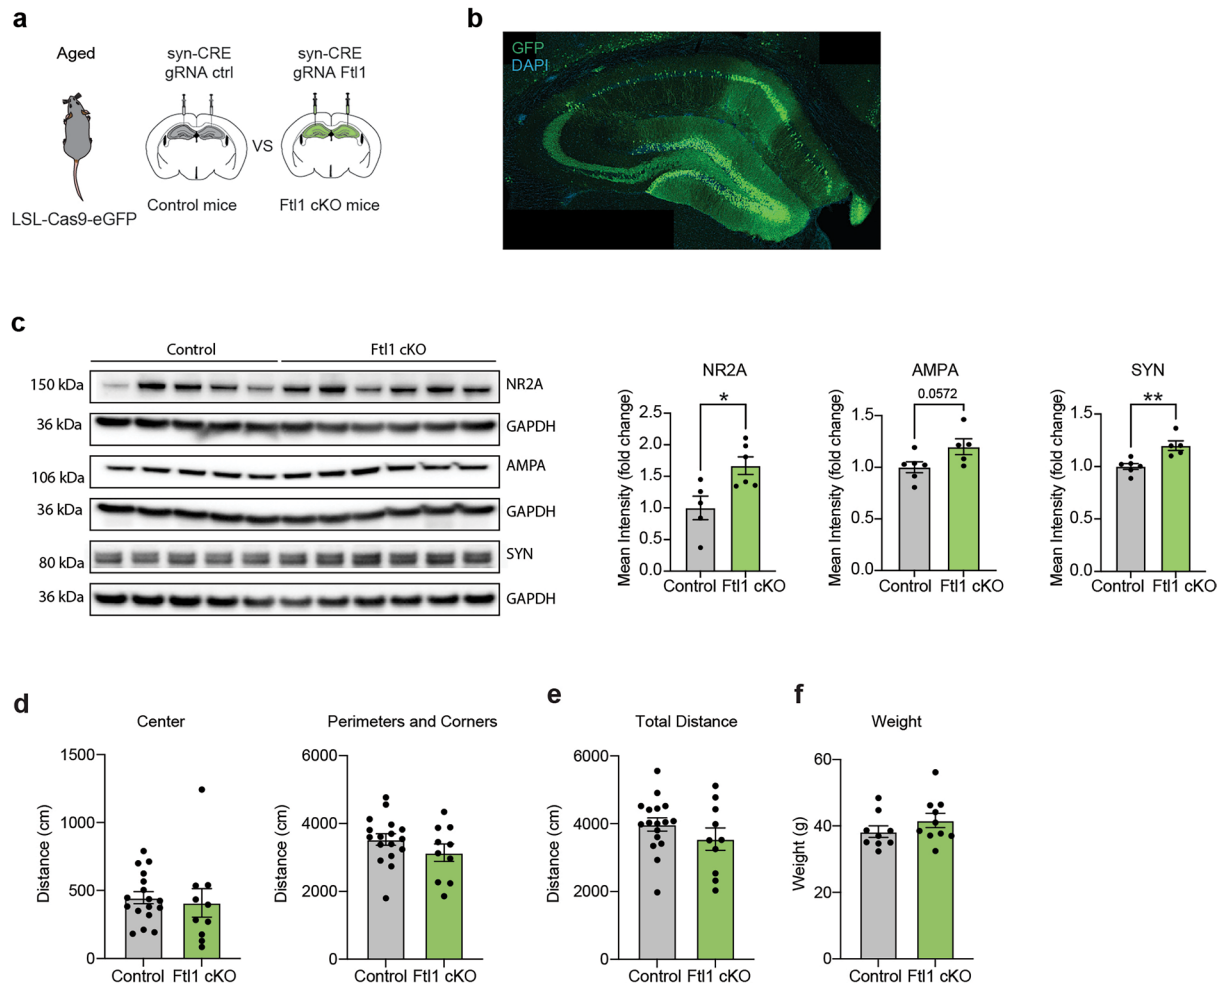 a
Aged
syn-CRE
gRNA ctrl
syn-CRE
gRNA Ftl1
VS
LSL-Cas9-eGFP
Control mice
Ftl1 cKO mice
b
GFP
DAPI
c
Control
Ftl1 cKO
150 kDa
NR2A
36 kDa
GAPDH
AMPA
106 kDa
36 kDa
GAPDH
SYN
80 kDa
36 kDa
GAPDH
NR2A
Mean Intensity (fold change)
2.5
2.0
1.5
1.0
0.5
0.0
*
Control Ftl1 cKO
AMPA
Mean Intensity (fold change)
1.5
1.0
0.5
0.0
0.0572
Control Ftl1 cKO
SYN
Mean Intensity (fold change)
1.5
1.0
0.5
0.0
**
Control Ftl1 cKO
d
Center
Distance (cm)
1500
1000
500
0
Control Ftl1 cKO
Perimeters and Corners
Distance (cm)
6000
4000
2000
0
Control Ftl1 cKO
e
Total Distance
Distance (cm)
6000
4000
2000
0
Control Ftl1 cKO
f
Weight
Weight (g)
60
40
20
0
Control Ftl1 cKO